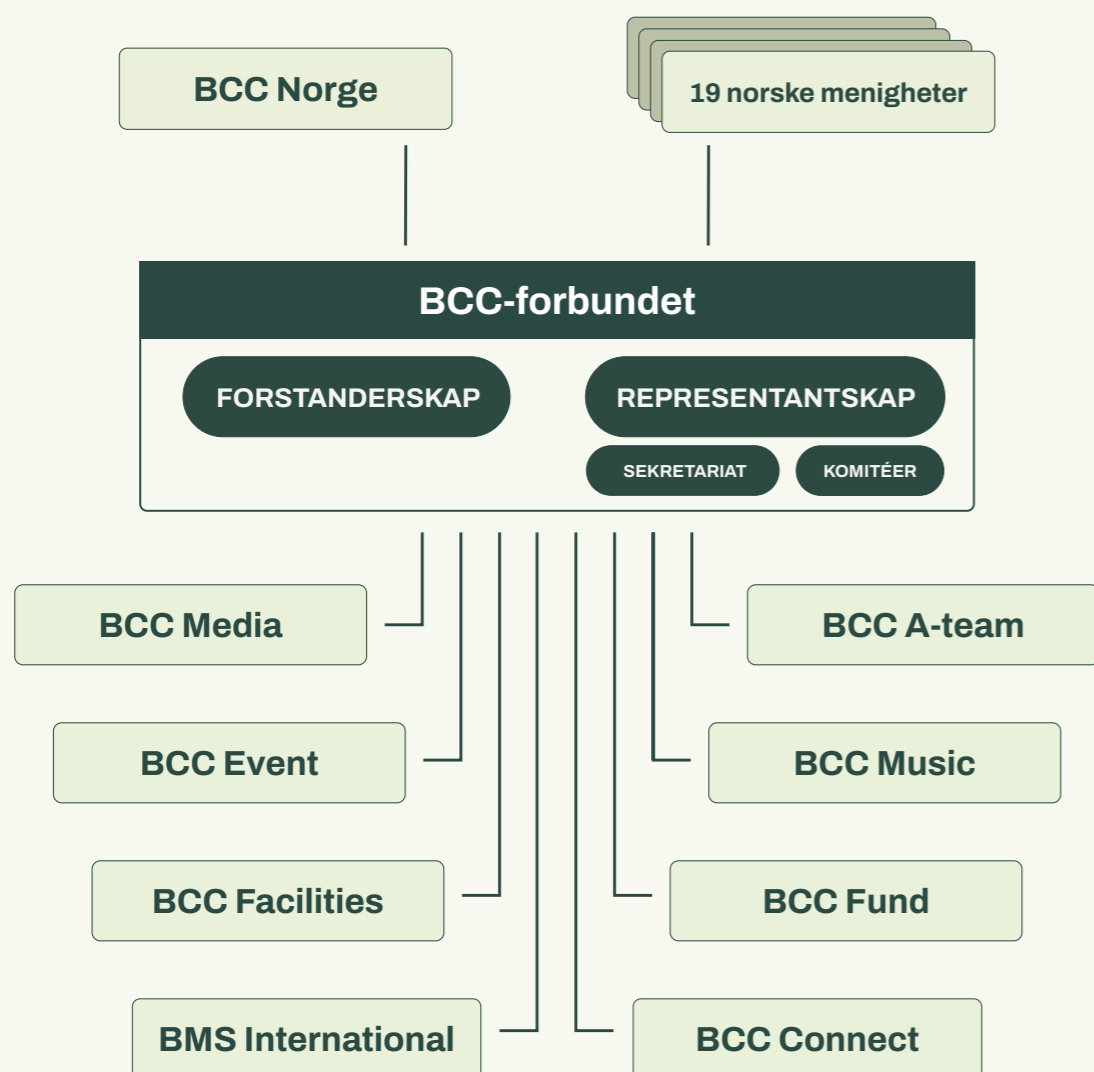 BCC Norge
19 norske menigheter
BCC-forbundet
FORSTANDERSKAP
REPRESENTANTSKAP
SEKRETARIAT
KOMITÉER
BCC Media
BCC A-team
BCC Event
BCC Music
BCC Facilities
BCC Fund
BMS International
BCC Connect